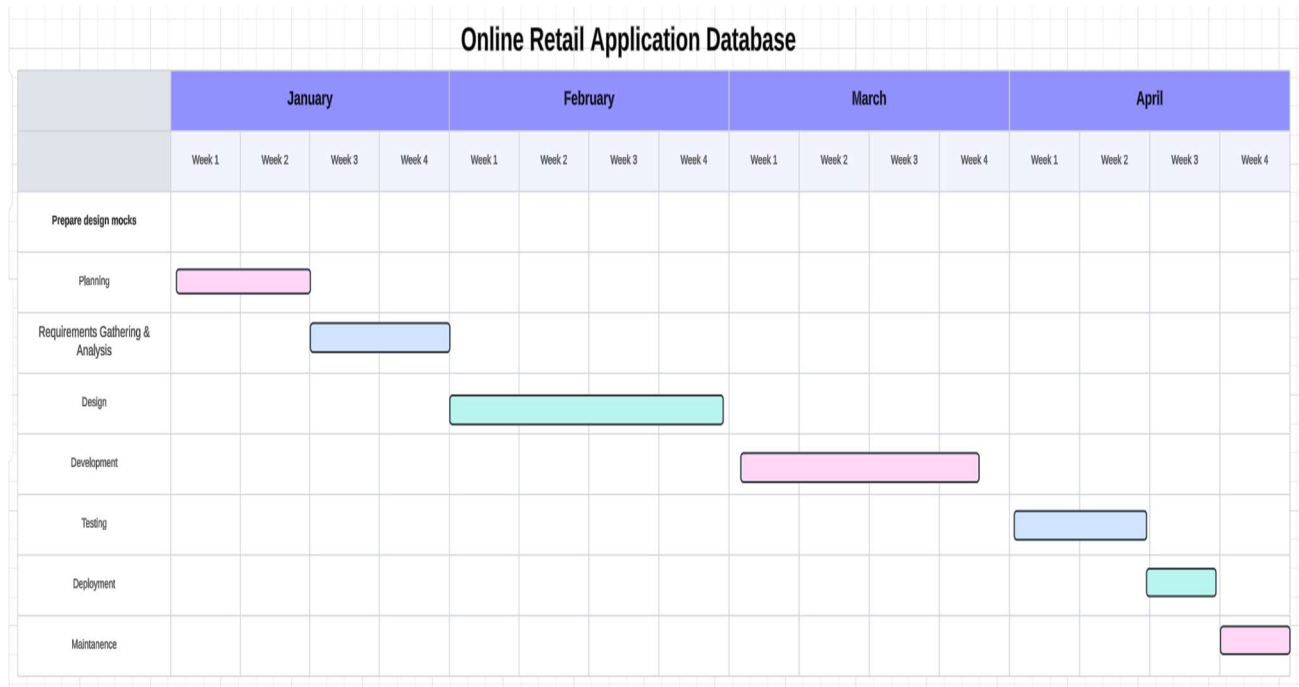 Online Retail Application Database
January February March April
Week 1 Week 2 Week 3 Week 4 Week 1 Week 2 Week 3 Week 4 Week 1 Week 2 Week 3 Week 4 Week 1 Week 2 Week 3 Week 4
Prepare design mocks
Planning
Requirements Gathering &
Analysis
Design
Development
Testing
Deployment
Maintanence